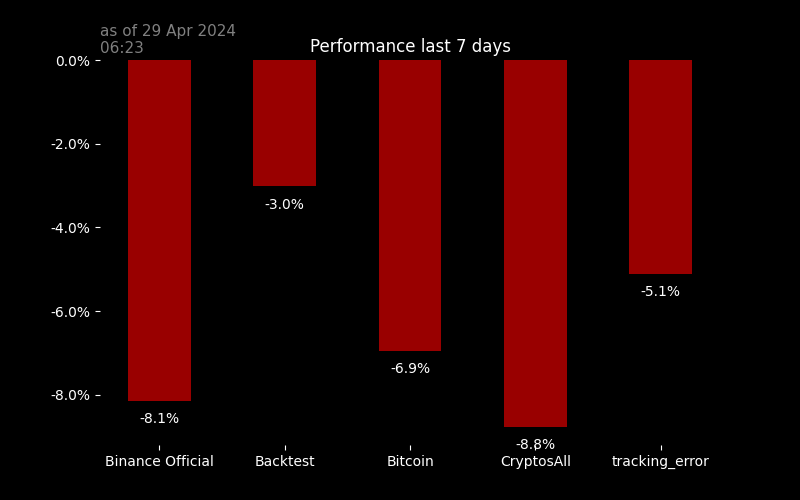 as of 29 Apr 2024
06:23
Performance last 7 days
0.0%
-2.0%
-4.0%
-6.0%
-8.0%
-8.1%
-3.0%
-6.9%
-8.8%
-5.1%
Binance Official
Backtest
Bitcoin
CryptosAll
tracking_error